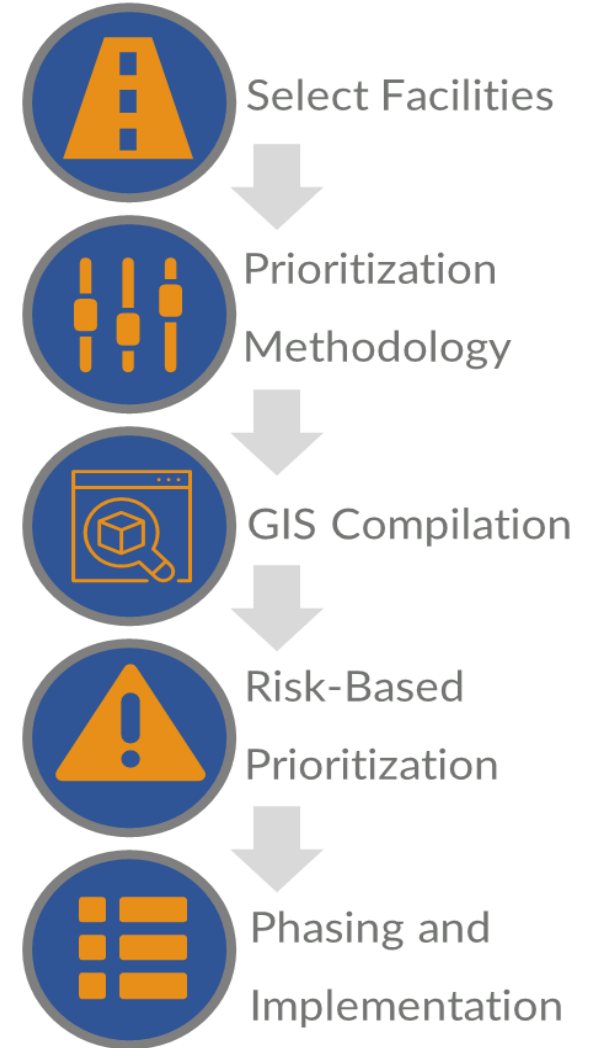 Select Facilities
Prioritization
Methodology
GIS Compilation
Risk-Based
Prioritization
Phasing and
Implementation